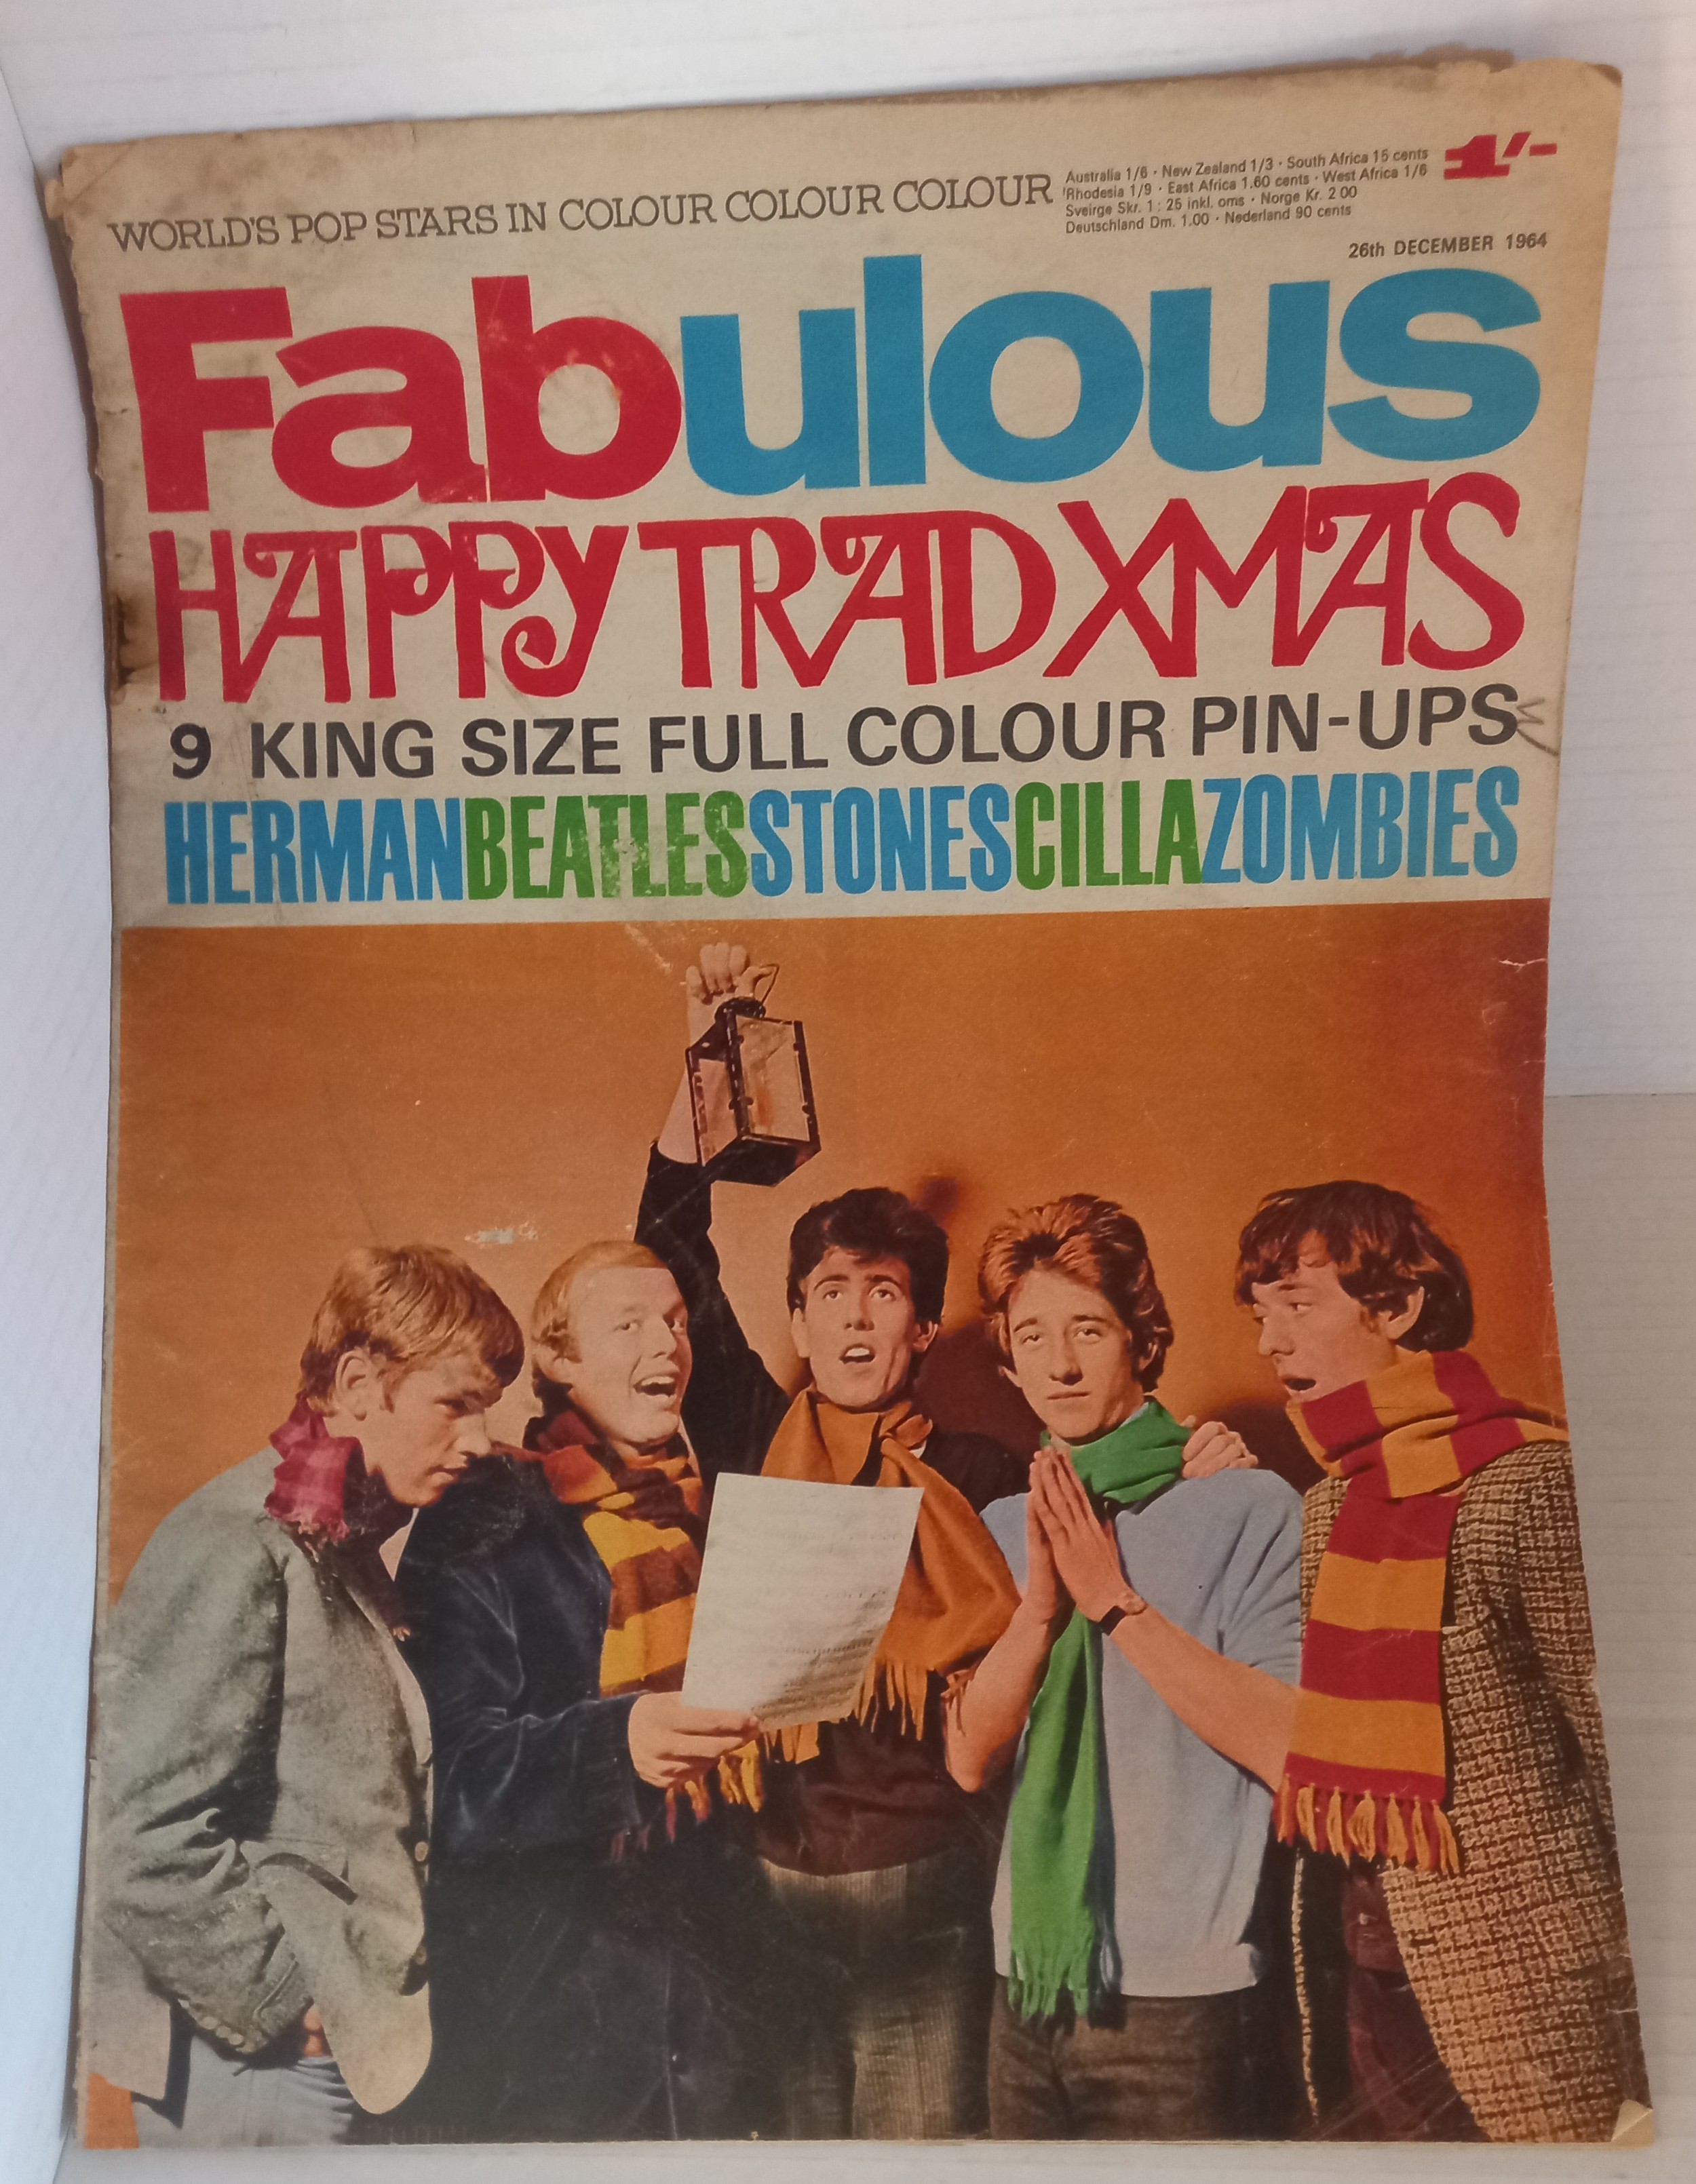 WORLD'S POP STARS IN COLOUR COLOUR COLOUR
Australia 1/6 · New Zealand 1/3 · South Africa 15 cents
Rhodesia 1/9 · East Africa 1.60 cents · West Africa 1/6
Sveirge Skr. 1 : 25 inkl. oms · Norge Kr. 2 00
Deutschland Dm. 1.00 · Nederland 90 cents
1/-
26th DECEMBER 1964
Fabulous
HAPPY TRAD XMAS
9 KING SIZE FULL COLOUR PIN-UPS
HERMANBEATLESSTONESCILLAZOMBIES